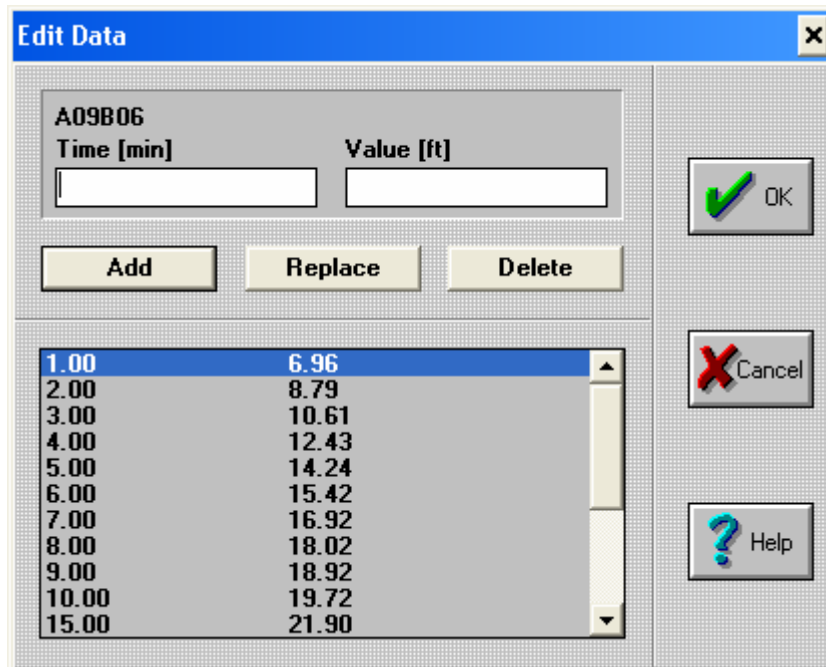 Edit Data
A09B06
Time [min] Value [ft]
OK
Add Replace Delete
1.00 6.96
2.00 8.79
3.00 10.61
4.00 12.43
5.00 14.24
6.00 15.42
7.00 16.92
8.00 18.02
9.00 18.92
10.00 19.72
15.00 21.90
Cancel
Help